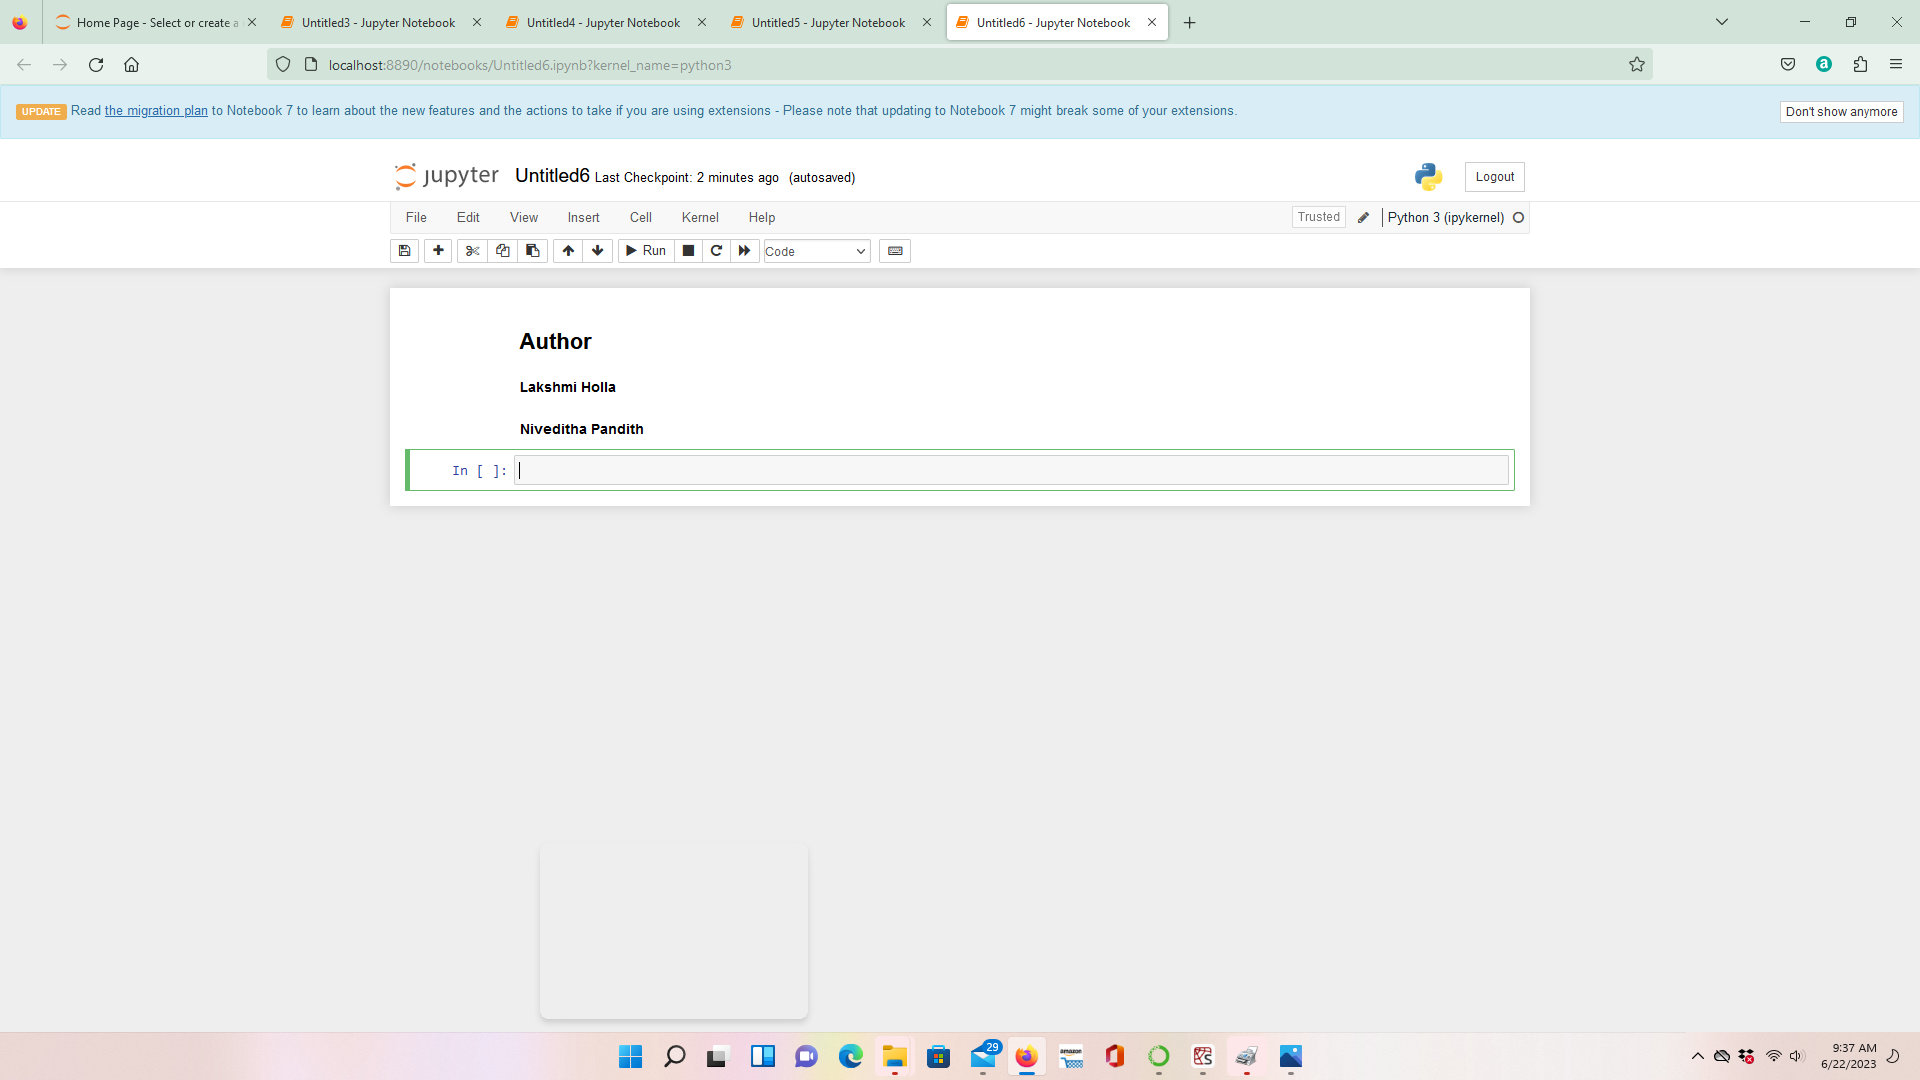 Home Page - Select or create a
Untitled3 - Jupyter Notebook
Untitled4 - Jupyter Notebook
Untitled5 - Jupyter Notebook
Untitled6 - Jupyter Notebook
localhost:8890/notebooks/Untitled6.ipynb?kernel_name=python3
a
UPDATE Read the migration plan to Notebook 7 to learn about the new features and the actions to take if you are using extensions - Please note that updating to Notebook 7 might break some of your extensions.
Don't show anymore
jupyter Untitled6 Last Checkpoint: 2 minutes ago (autosaved)
Logout
File Edit View Insert Cell Kernel Help
Trusted
Python 3 (ipykernel)
Run
Code
Author
Lakshmi Holla
Niveditha Pandith
In [ ]:
29
amazon
9:37 AM
6/22/2023